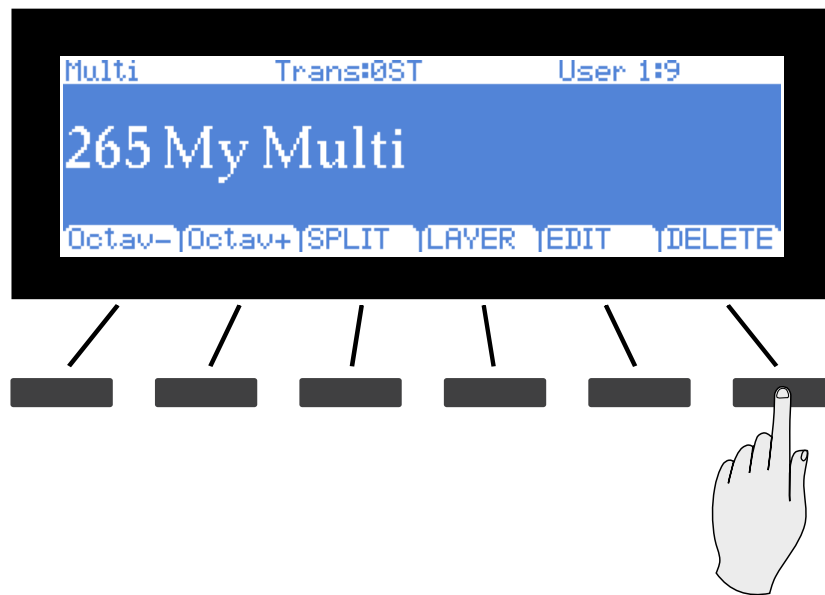 Multi Trans:0ST User 1:9
265 My Multi
Octav- Octav+ SPLIT LAYER EDIT DELETE